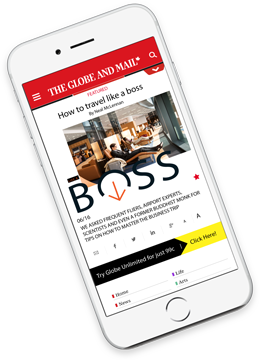 THE GLOBE AND MAIL
FEATURED
How to travel like a boss
By Neal McLennan
BOSS
06/16
WE ASKED FREQUENT FLIERS, AIRPORT EXPERTS,
SCIENTISTS AND EVEN A FORMER BUDDHIST MONK FOR
TIPS ON HOW TO MASTER THE BUSINESS TRIP
A
Try Globe Unlimited for just 99¢
Click Here!
Home
Life
News
Arts